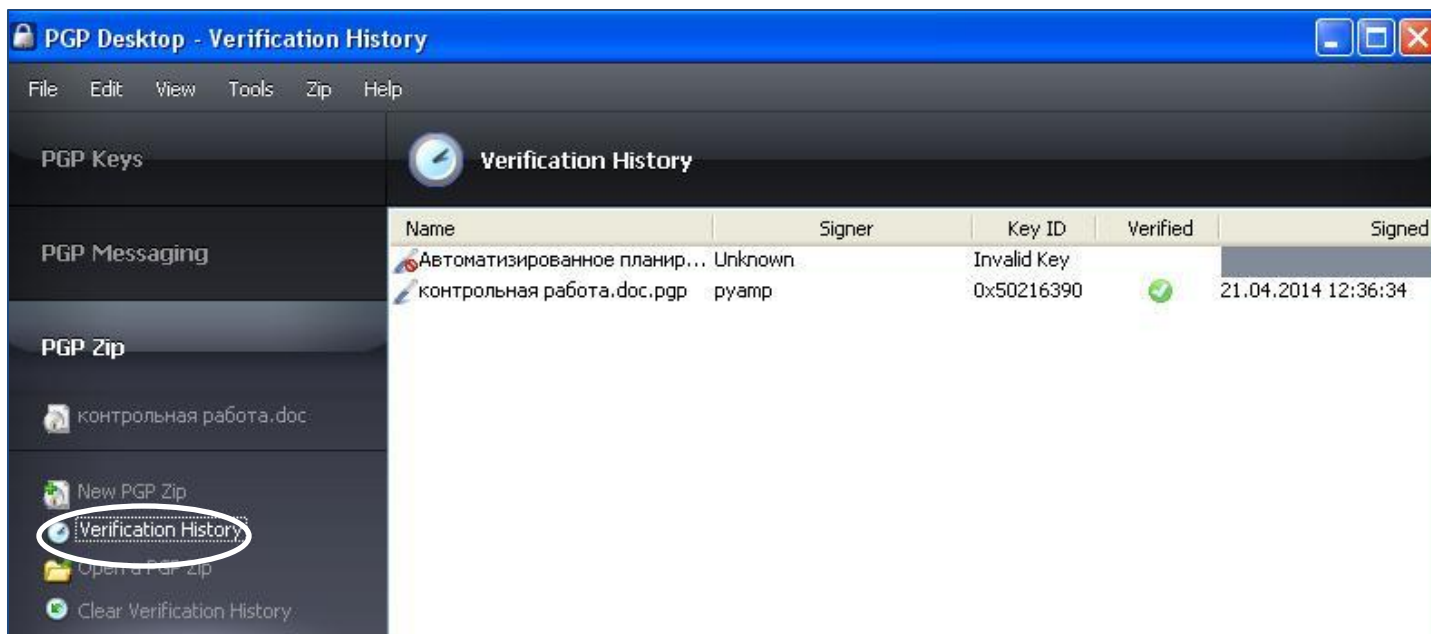 PGP Desktop - Verification History
File Edit View Tools Zip Help
PGP Keys
Verification History
Name Signer Key ID Verified Signed
PGP Messaging
Автоматизированное планир... Unknown Invalid Key
контрольная работа.doc.pgp pyamp 0x50216390 21.04.2014 12:36:34
PGP Zip
контрольная работа.doc
New PGP Zip
Verification History
Open a PGP Zip
Clear Verification History